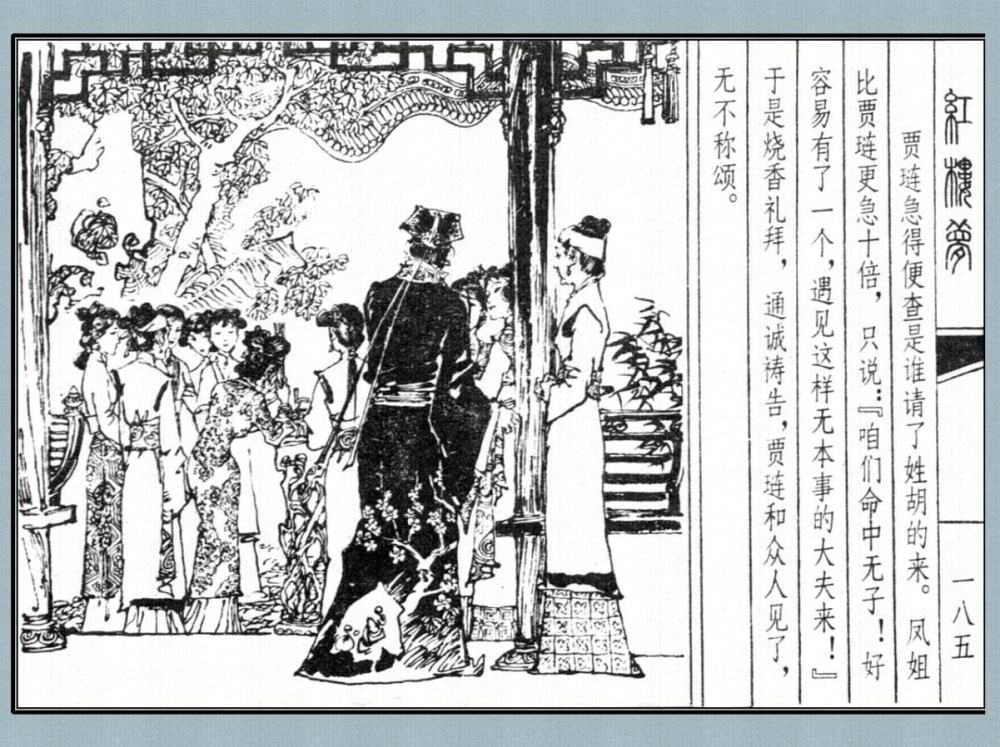 紅樓夢
一八五
贾琏急得便查是谁请了姓胡的来。凤姐
比贾琏更急十倍，只说：『咱们命中无子！好
容易有了一个，遇见这样无本事的大夫来！』
于是烧香礼拜，通诚祷告，贾琏和众人见了，
无不称颂。